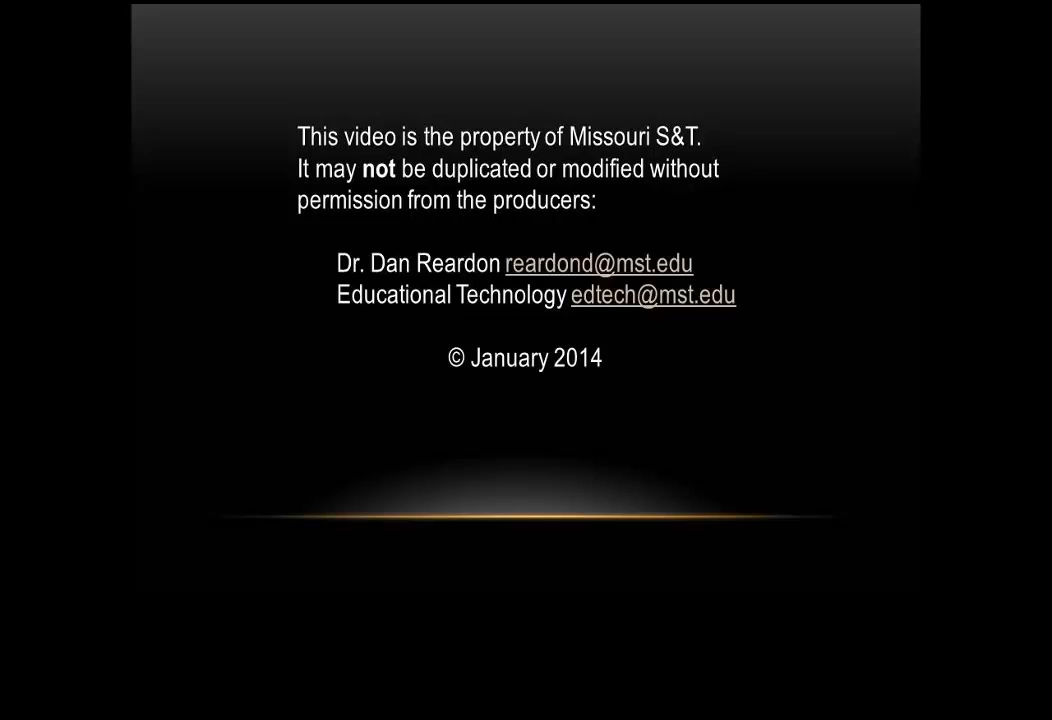 This video is the property of Missouri S&T.
It may not be duplicated or modified without
permission from the producers:
Dr. Dan Reardon reardond@mst.edu
Educational Technology edtech@mst.edu
© January 2014